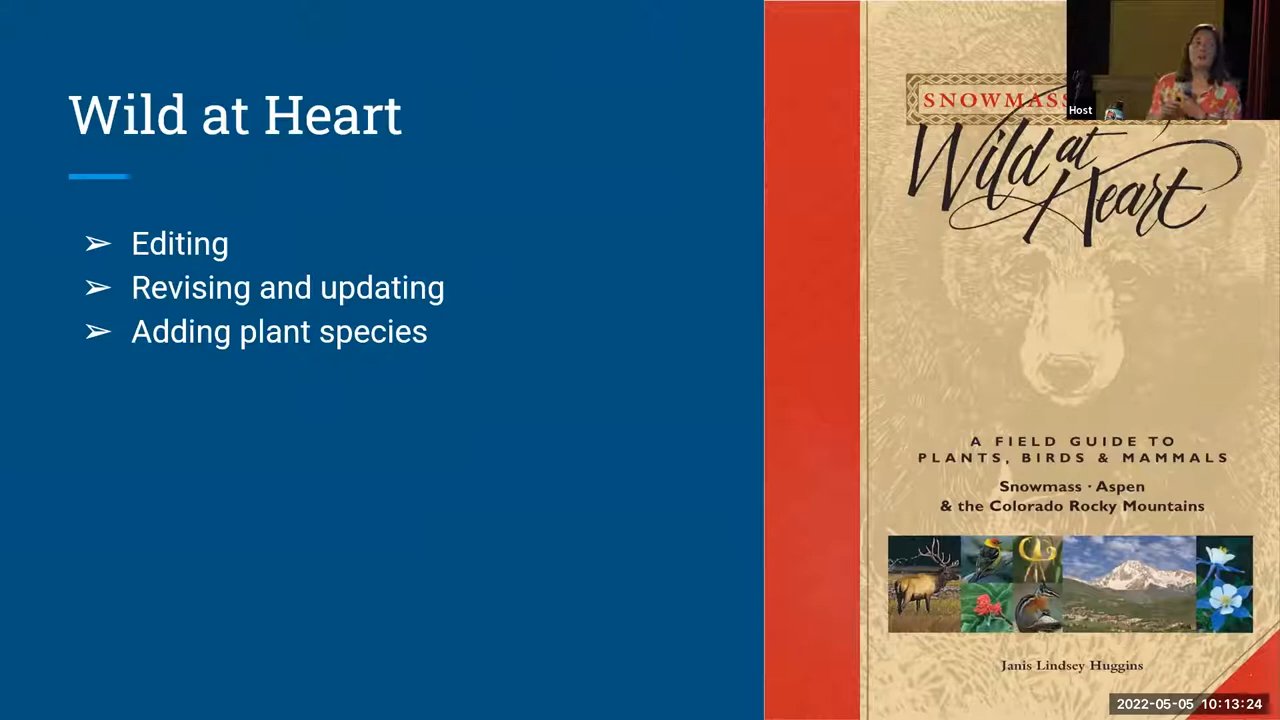 Wild at Heart
➢ Editing
➢ Revising and updating
➢ Adding plant species
SNOWMASS
Host
Wild at
Heart
A FIELD GUIDE TO
PLANTS, BIRDS & MAMMALS
Snowmass · Aspen
& the Colorado Rocky Mountains
Janis Lindsey Huggins
2022-05-05 10:13:24